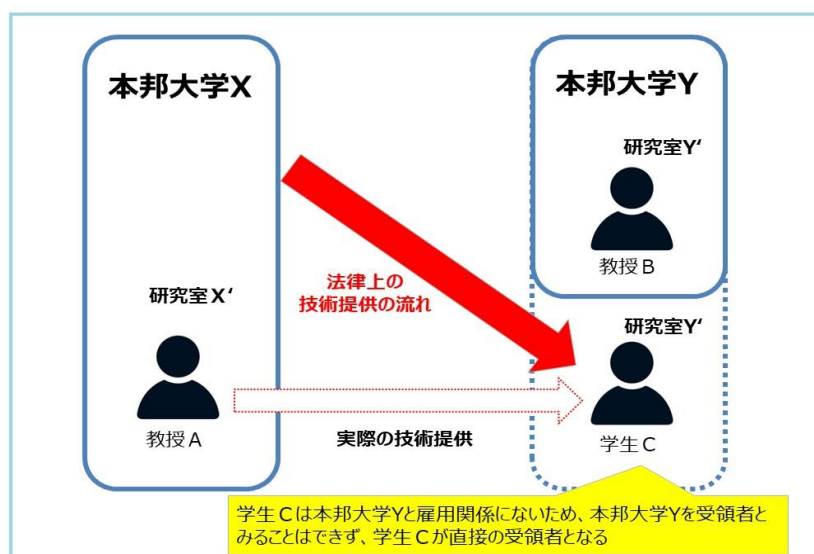 本邦大学X
本邦大学Y
研究室Y‘
教授B
法律上の
技術提供の流れ
研究室X‘
研究室Y‘
教授A
実際の技術提供
学生C
学生Cは本邦大学Yと雇用関係にないため、本邦大学Yを受領者と
みることはできず、学生Cが直接の受領者となる